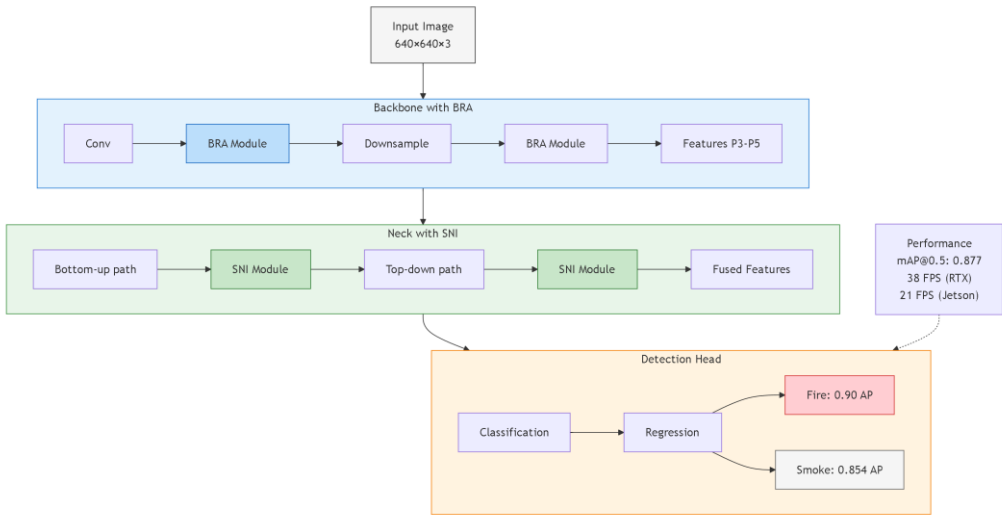 Input Image
640×640×3
Backbone with BRA
Conv
BRA Module
Downsample
BRA Module
Features P3-P5
Neck with SNI
Bottom-up path
SNI Module
Top-down path
SNI Module
Fused Features
Performance
mAP@0.5: 0.877
38 FPS (RTX)
21 FPS (Jetson)
Detection Head
Classification
Regression
Fire: 0.90 AP
Smoke: 0.854 AP